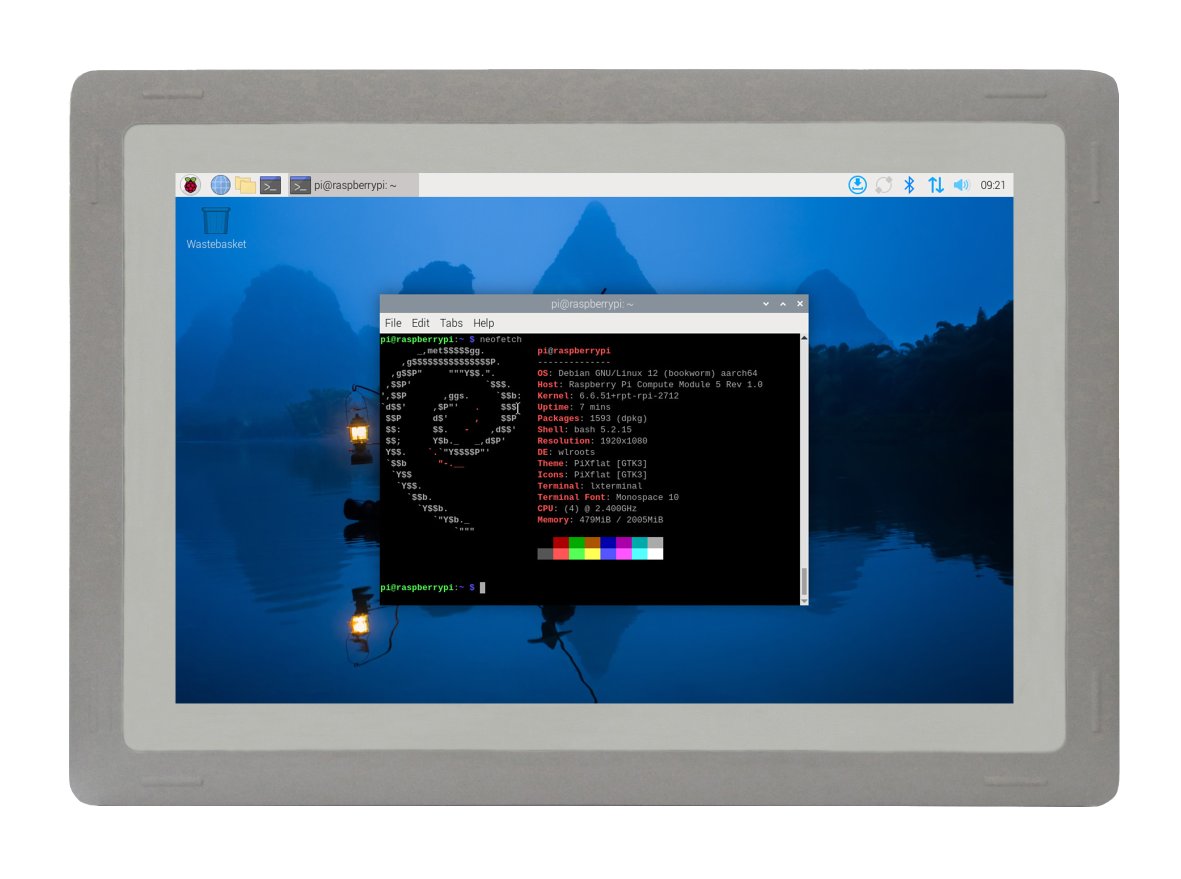 pi@raspberrypi: ~
09:21
Wastebasket
pi@raspberrypi: ~
File Edit Tabs Help
pi@raspberrypi:~ $ neofetch
_,met$$$$$gg.
,g$$$$$$$$$$$$$$$P.
,g$$P" """Y$$.".
,$$P' `$$$.
',$$P ,ggs. `$$b:
`d$$' ,$P"' . $$$
$$P d$' , $$P
$$: $$. - ,d$$'
$$; Y$b._ _,d$P'
Y$$. `.`"Y$$$$P"'
`$$b "-.__
`Y$$
`Y$$.
`$$b.
`Y$$b.
`"Y$b._
`"""
pi@raspberrypi
--------------
OS: Debian GNU/Linux 12 (bookworm) aarch64
Host: Raspberry Pi Compute Module 5 Rev 1.0
Kernel: 6.6.51+rpt-rpi-2712
Uptime: 7 mins
Packages: 1593 (dpkg)
Shell: bash 5.2.15
Resolution: 1920x1080
DE: wlroots
Theme: PiXflat [GTK3]
Icons: PiXflat [GTK3]
Terminal: lxterminal
Terminal Font: Monospace 10
CPU: (4) @ 2.400GHz
Memory: 479MiB / 2005MiB
pi@raspberrypi:~ $